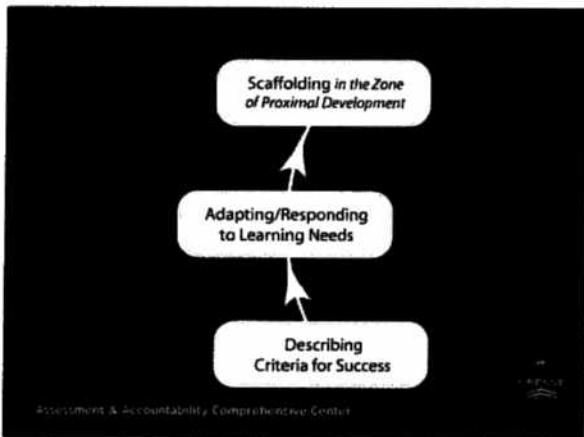 Scaffolding in the Zone
of Proximal Development
Adapting/Responding
to Learning Needs
Describing
Criteria for Success
Assessment & Accountability Comprehensive Center